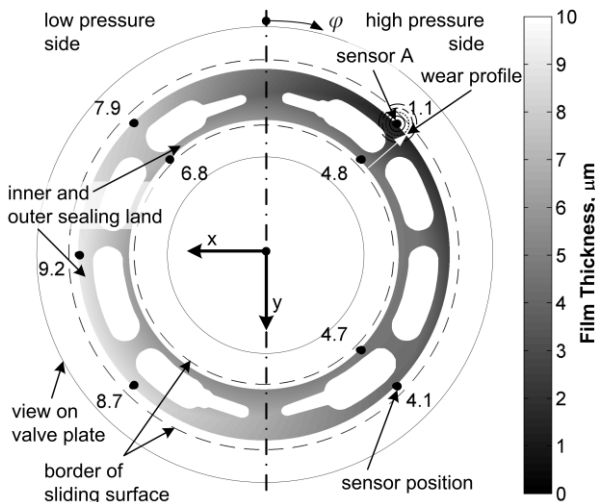 low pressure
side
φ
high pressure
side
sensor A
wear profile
7.9
1.1
6.8
4.8
inner and
outer sealing land
x
y
9.2
4.7
8.7
4.1
view on
valve plate
border of
sliding surface
sensor position
10
9
8
7
6
5
4
3
2
1
0
Film Thickness, μm